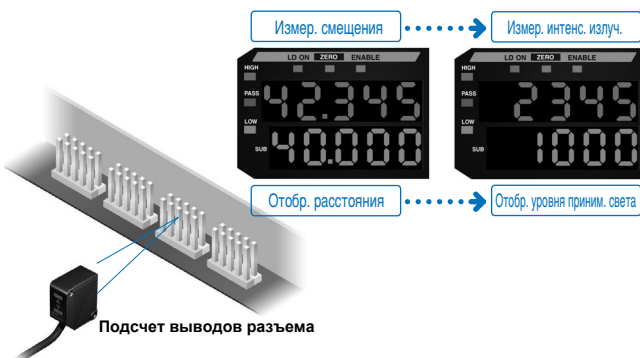 Измер. смещения
Измер. интенс. излуч.
LD ON ZERO ENABLE
HIGH
PASS
42.345
LOW
SUB
40.000
LD ON ZERO ENABLE
HIGH
PASS
2345
LOW
SUB
1000
Отобр. расстояния
Отобр. уровня приним. света
Подсчет выводов разъема